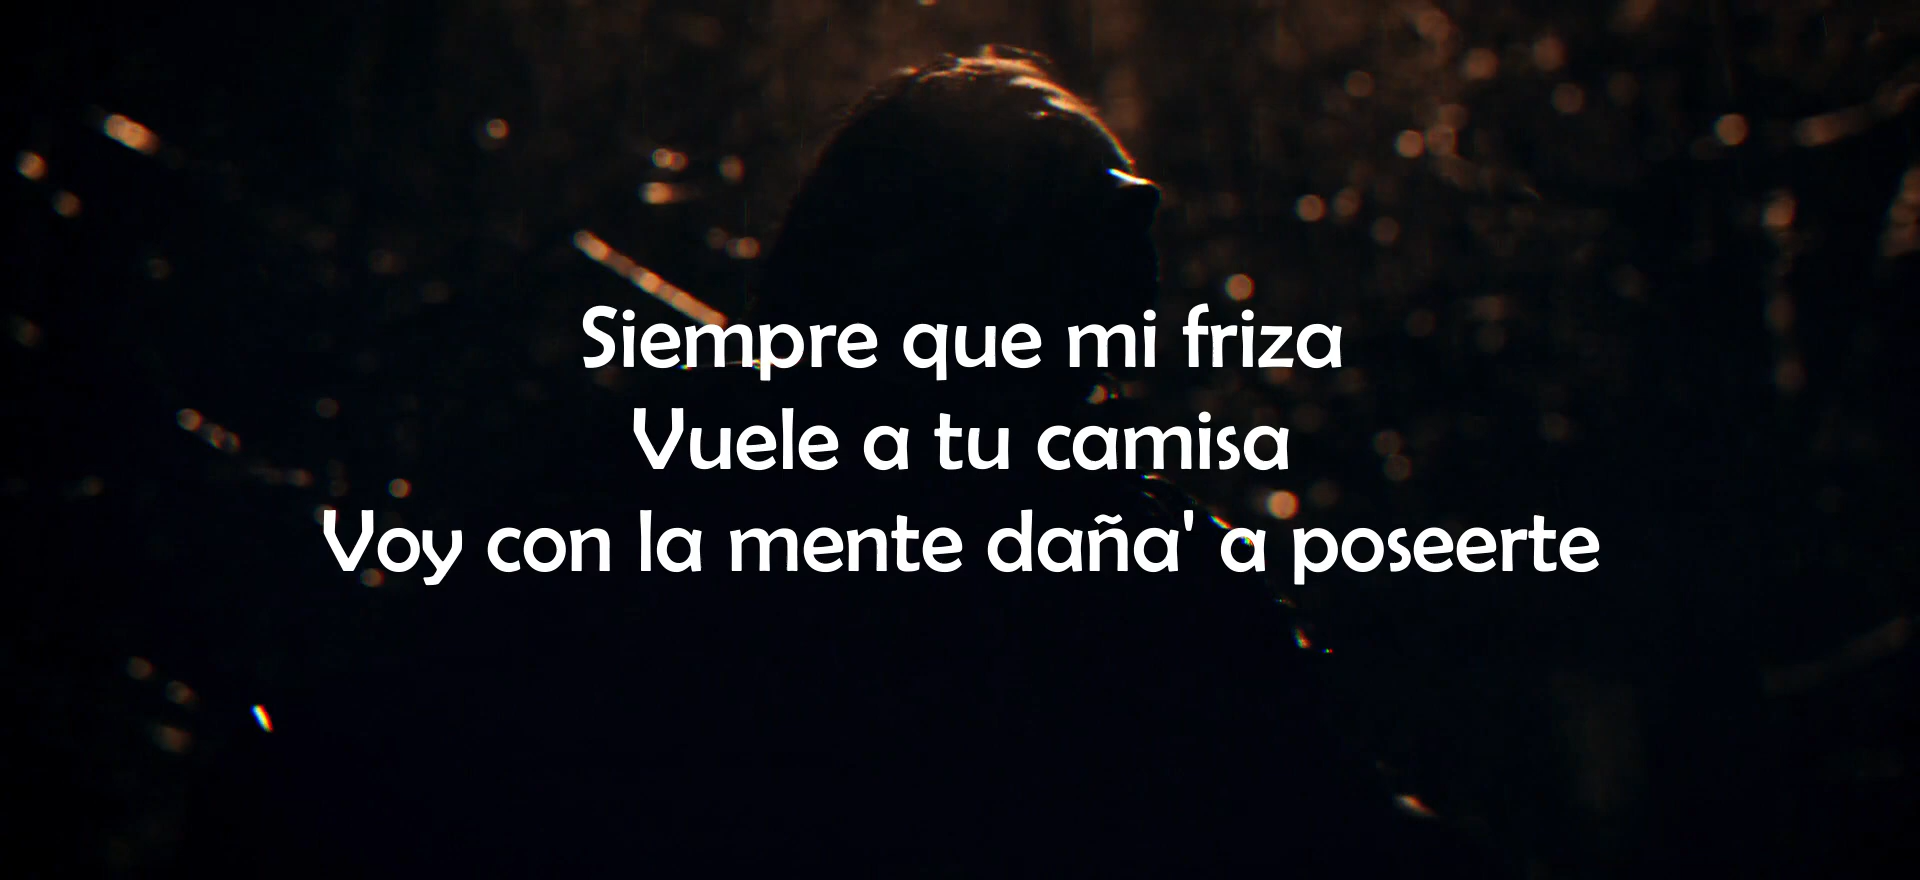 Siempre que mi friza
Vuele a tu camisa
Voy con la mente daña' a poseerte